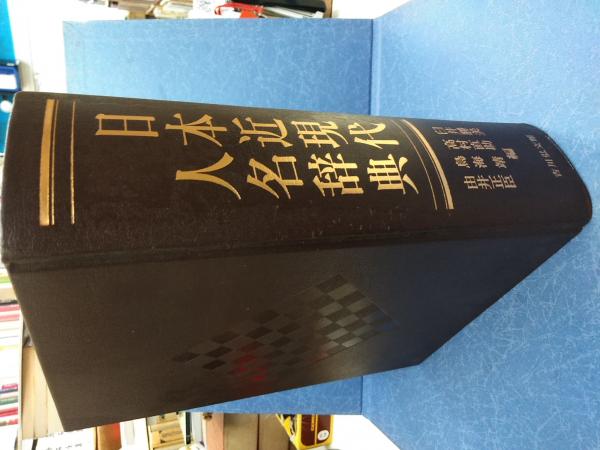 日本近現代
人名辞典
臼井勝美
高村直助
鳥海靖 編
由井正臣
吉川弘文館